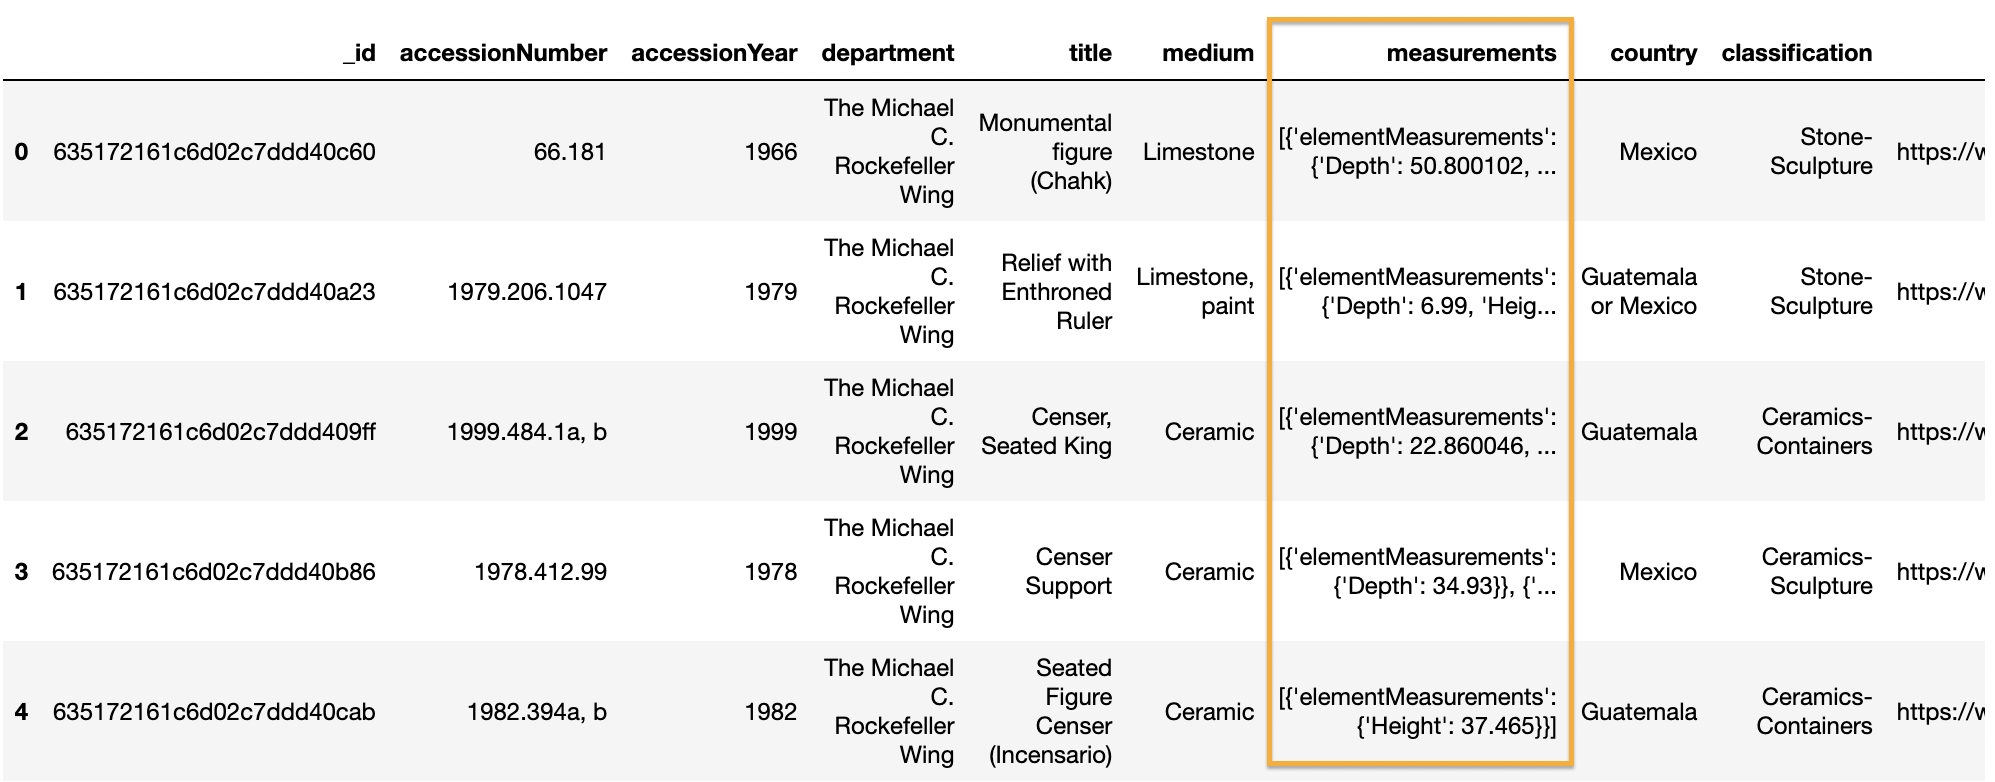 _id accessionNumber accessionYear department title medium measurements country classification
0 635172161c6d02c7ddd40c60 66.181 1966 The Michael C. Rockefeller Wing Monumental figure (Chahk) Limestone [{'elementMeasurements': {'Depth': 50.800102, ... Mexico Stone-Sculpture https://w
1 635172161c6d02c7ddd40a23 1979.206.1047 1979 The Michael C. Rockefeller Wing Relief with Enthroned Ruler Limestone, paint [{'elementMeasurements': {'Depth': 6.99, 'Heig... Guatemala or Mexico Stone-Sculpture https://w
2 635172161c6d02c7ddd409ff 1999.484.1a, b 1999 The Michael C. Rockefeller Wing Censer, Seated King Ceramic [{'elementMeasurements': {'Depth': 22.860046, ... Guatemala Ceramics-Containers https://w
3 635172161c6d02c7ddd40b86 1978.412.99 1978 The Michael C. Rockefeller Wing Censer Support Ceramic [{'elementMeasurements': {'Depth': 34.93}}, {'... Mexico Ceramics-Sculpture https://w
4 635172161c6d02c7ddd40cab 1982.394a, b 1982 The Michael C. Rockefeller Wing Seated Figure Censer (Incensario) Ceramic [{'elementMeasurements': {'Height': 37.465}}] Guatemala Ceramics-Containers https://w